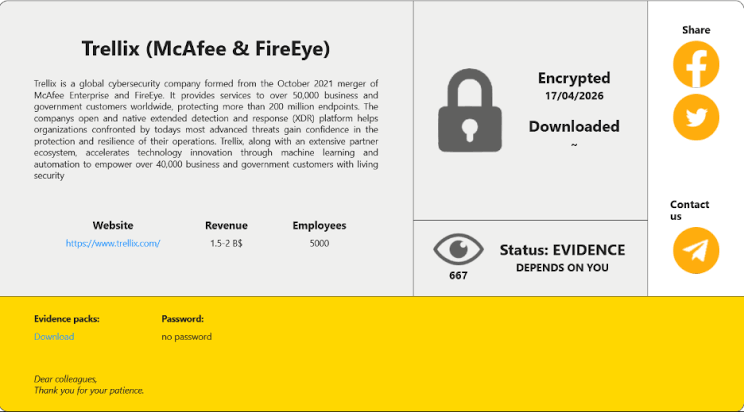 Trellix (McAfee & FireEye)
Trellix is a global cybersecurity company formed from the October 2021 merger of
McAfee Enterprise and FireEye. It provides services to over 50,000 business and
government customers worldwide, protecting more than 200 million endpoints. The
companys open and native extended detection and response (XDR) platform helps
organizations confronted by todays most advanced threats gain confidence in the
protection and resilience of their operations. Trellix, along with an extensive partner
ecosystem, accelerates technology innovation through machine learning and
automation to empower over 40,000 business and government customers with living
security
Website
Revenue
Employees
https://www.trellix.com/
1.5-2 B$
5000
Encrypted
17/04/2026
Downloaded
~
667
Status: EVIDENCE
DEPENDS ON YOU
Share
Contact
us
Evidence packs:
Password:
Download
no password
Dear colleagues,
Thank you for your patience.